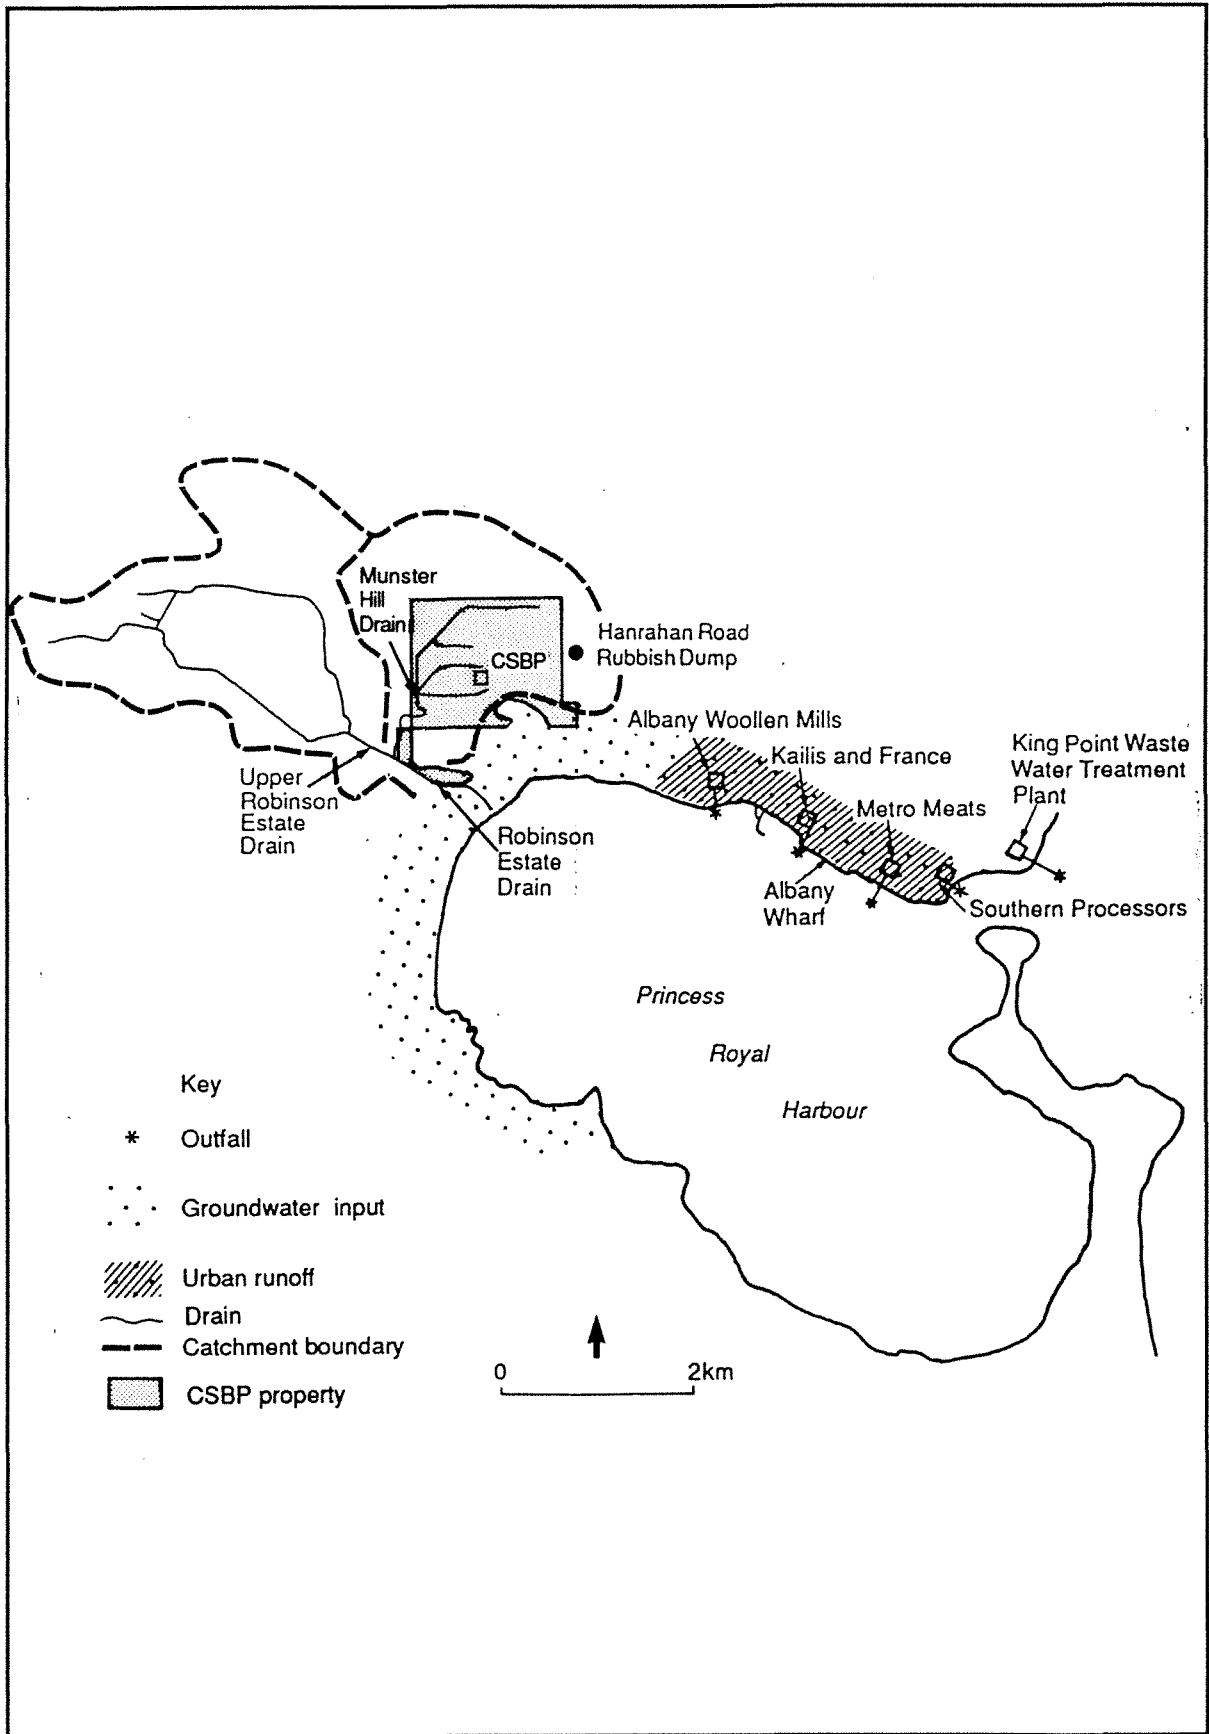 Munster
Hill
Drain
CSBP
Hanrahan Road
Rubbish Dump
Albany Woollen Mills
Kailis and France
King Point Waste
Water Treatment
Plant
Metro Meats
Upper
Robinson
Estate
Drain
Robinson
Estate
Drain
Albany
Wharf
Southern Processors
Princess
Royal
Harbour
Key
* Outfall
Groundwater input
Urban runoff
Drain
Catchment boundary
CSBP property
0 2km